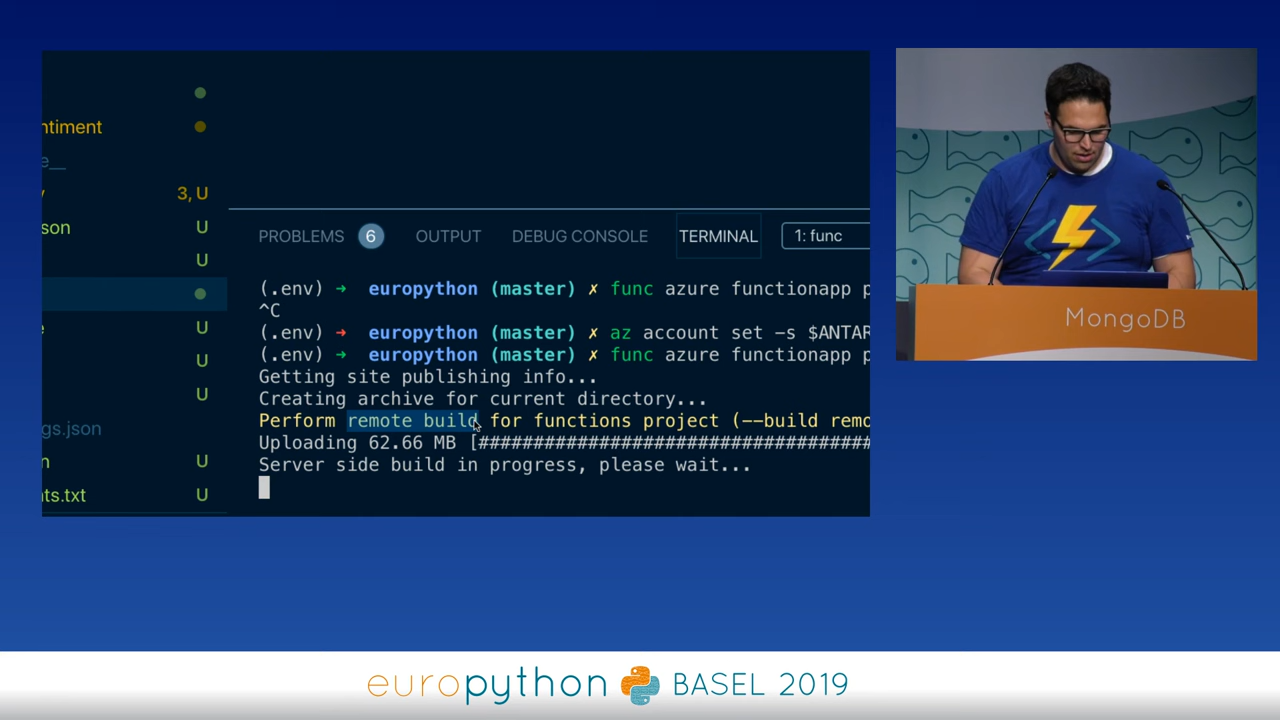 ntiment
e__
y 3, U
son U
U
e U
U
U
gs.json
n U
ts.txt U
PROBLEMS 6 OUTPUT DEBUG CONSOLE TERMINAL 1: func
(.env) → europython (master) ✗ func azure functionapp p
^C
(.env) → europython (master) ✗ az account set -s $ANTAR
(.env) → europython (master) ✗ func azure functionapp p
Getting site publishing info...
Creating archive for current directory...
Perform remote build for functions project (--build remo
Uploading 62.66 MB [####################################
Server side build in progress, please wait...
MongoDB
europython BASEL 2019